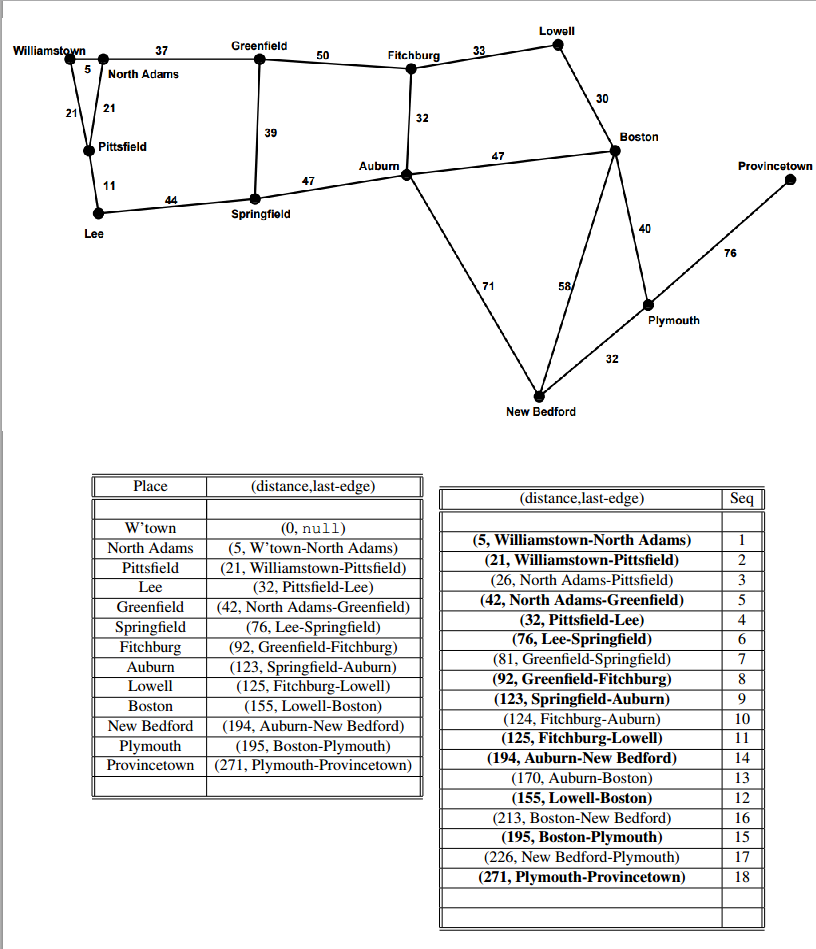 Lowell
Williamstown
37
Greenfield
50
Fitchburg
33
5
North Adams
30
21
21
39
32
Boston
Pittsfield
Auburn
47
Provincetown
11
44
47
Springfield
Lee
40
76
71
58
Plymouth
32
New Bedford
Place (distance,last-edge)
W'town (0, null)
North Adams (5, W'town-North Adams)
Pittsfield (21, Williamstown-Pittsfield)
Lee (32, Pittsfield-Lee)
Greenfield (42, North Adams-Greenfield)
Springfield (76, Lee-Springfield)
Fitchburg (92, Greenfield-Fitchburg)
Auburn (123, Springfield-Auburn)
Lowell (125, Fitchburg-Lowell)
Boston (155, Lowell-Boston)
New Bedford (194, Auburn-New Bedford)
Plymouth (195, Boston-Plymouth)
Provincetown (271, Plymouth-Provincetown)
(distance,last-edge) Seq
(5, Williamstown-North Adams) 1
(21, Williamstown-Pittsfield) 2
(26, North Adams-Pittsfield) 3
(42, North Adams-Greenfield) 5
(32, Pittsfield-Lee) 4
(76, Lee-Springfield) 6
(81, Greenfield-Springfield) 7
(92, Greenfield-Fitchburg) 8
(123, Springfield-Auburn) 9
(124, Fitchburg-Auburn) 10
(125, Fitchburg-Lowell) 11
(194, Auburn-New Bedford) 14
(170, Auburn-Boston) 13
(155, Lowell-Boston) 12
(213, Boston-New Bedford) 16
(195, Boston-Plymouth) 15
(226, New Bedford-Plymouth) 17
(271, Plymouth-Provincetown) 18